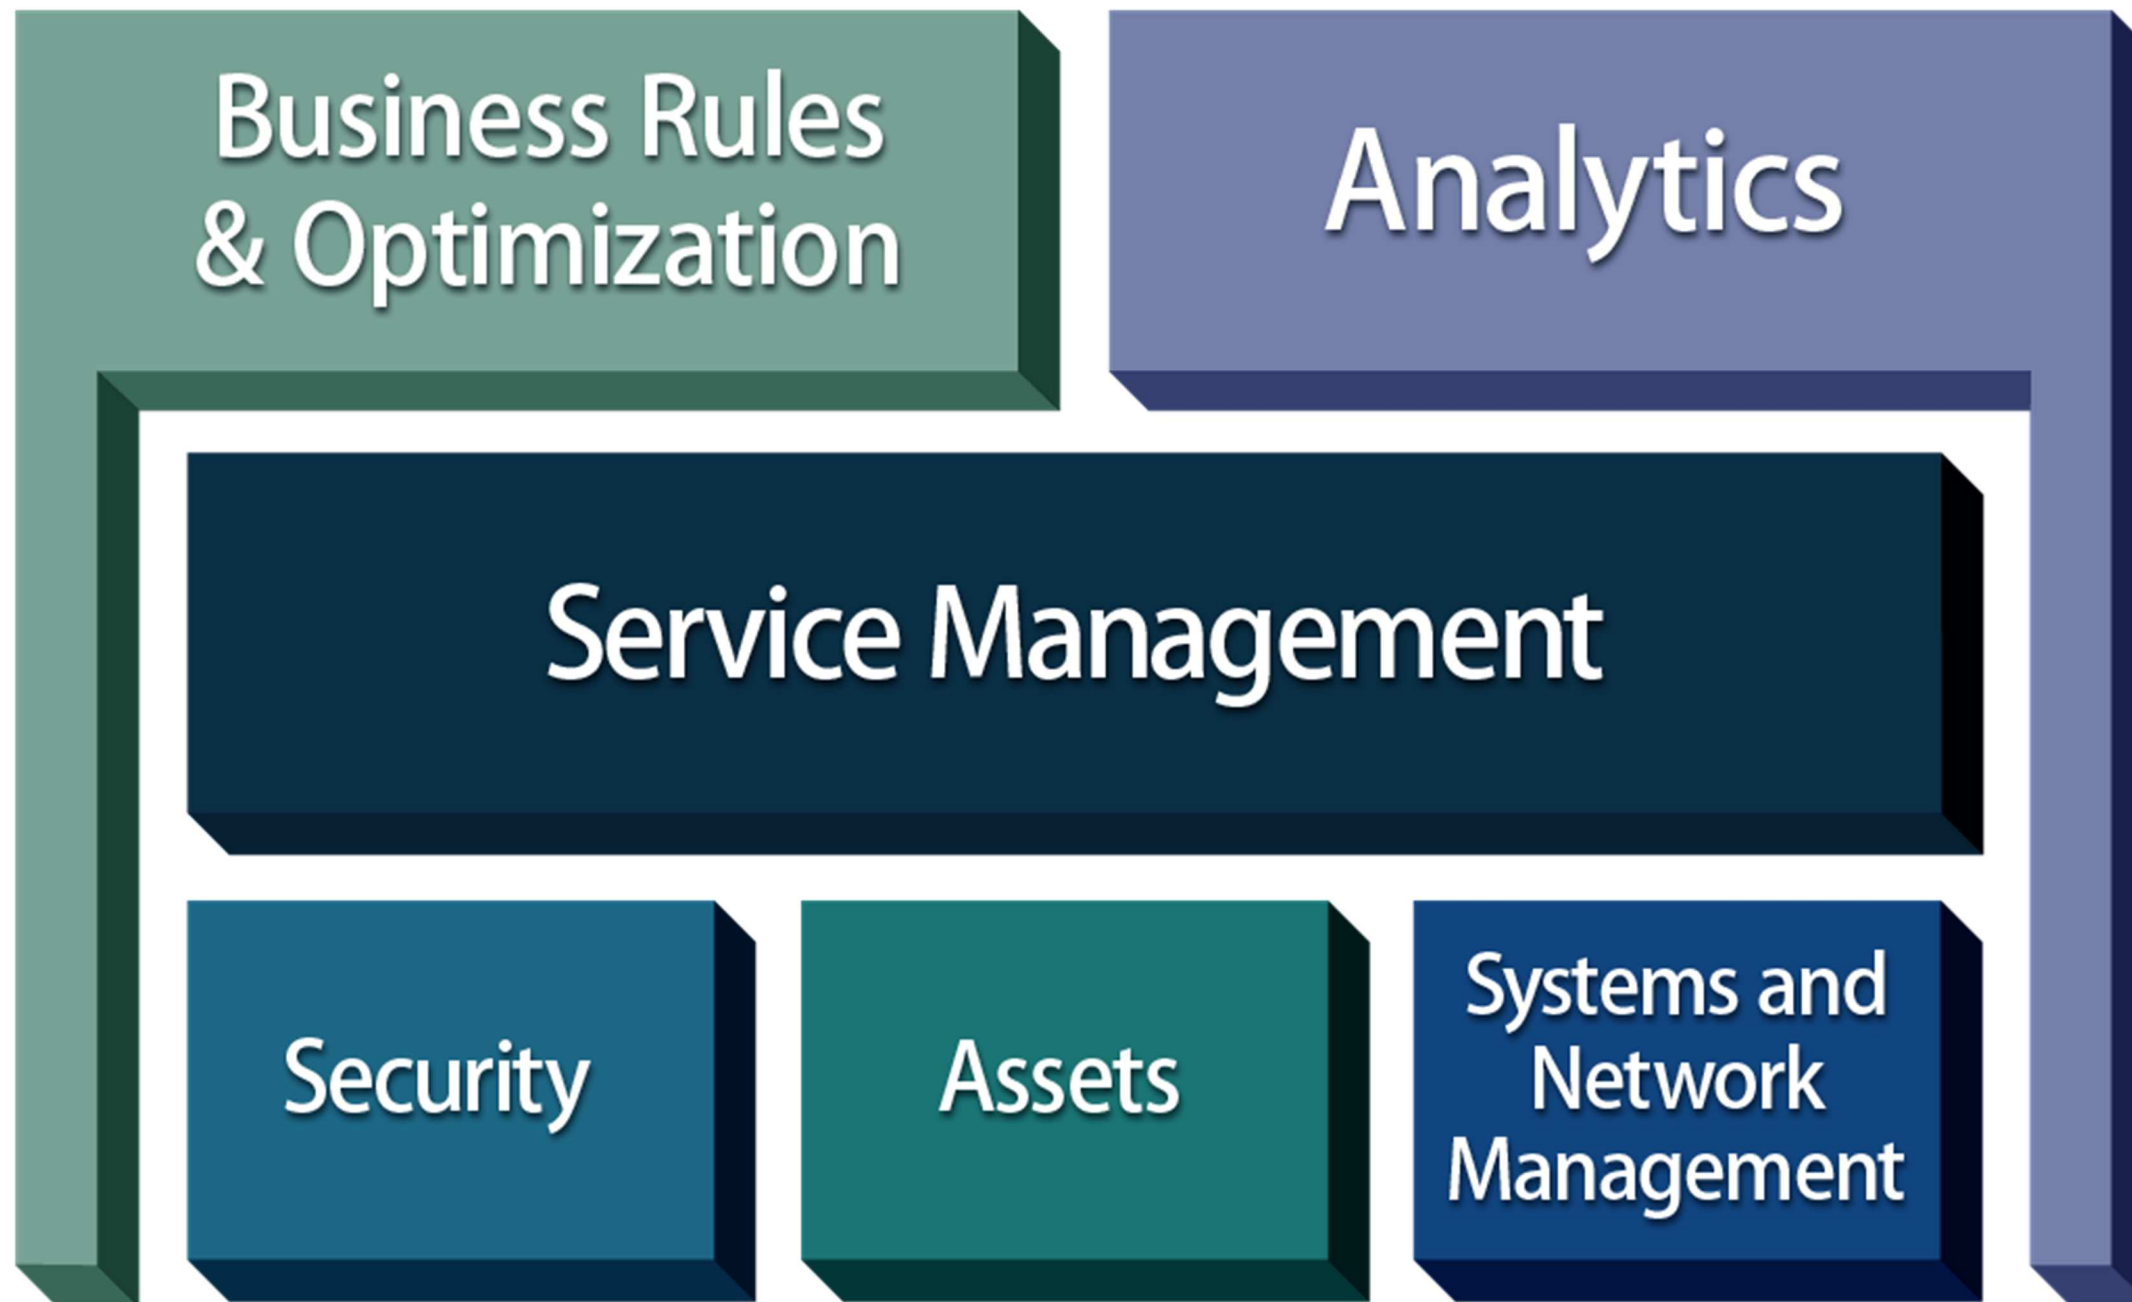 Business Rules
& Optimization
Analytics
Service Management
Security
Assets
Systems and
Network
Management